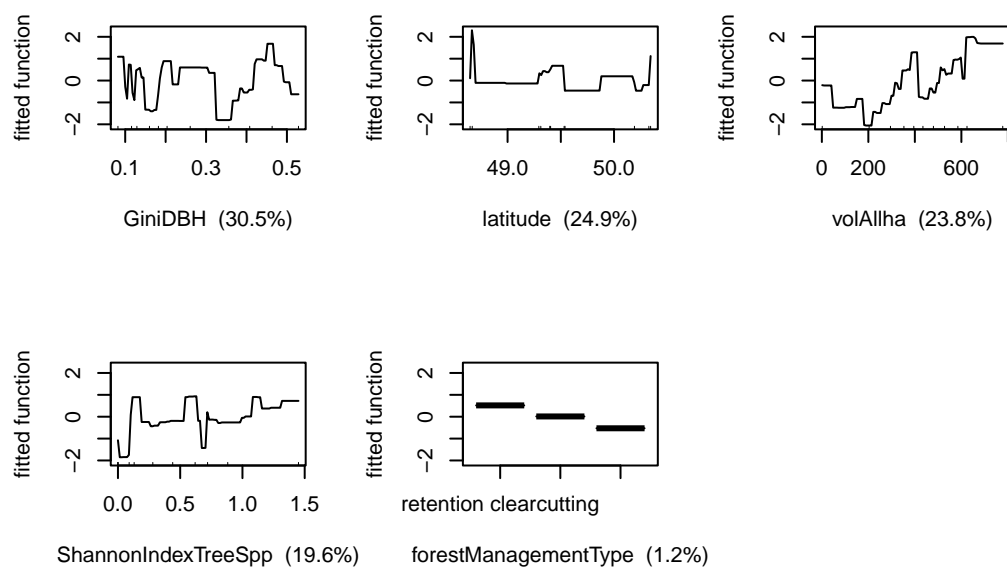 fitted function
−2 0 2
0.1 0.3 0.5
GiniDBH (30.5%)
fitted function
−2 0 2
49.0 50.0
latitude (24.9%)
fitted function
−2 0 2
0 200 600
volAllha (23.8%)
fitted function
−2 0 2
0.0 0.5 1.0 1.5
ShannonIndexTreeSpp (19.6%)
fitted function
−2 0 2
retention clearcutting
forestManagementType (1.2%)